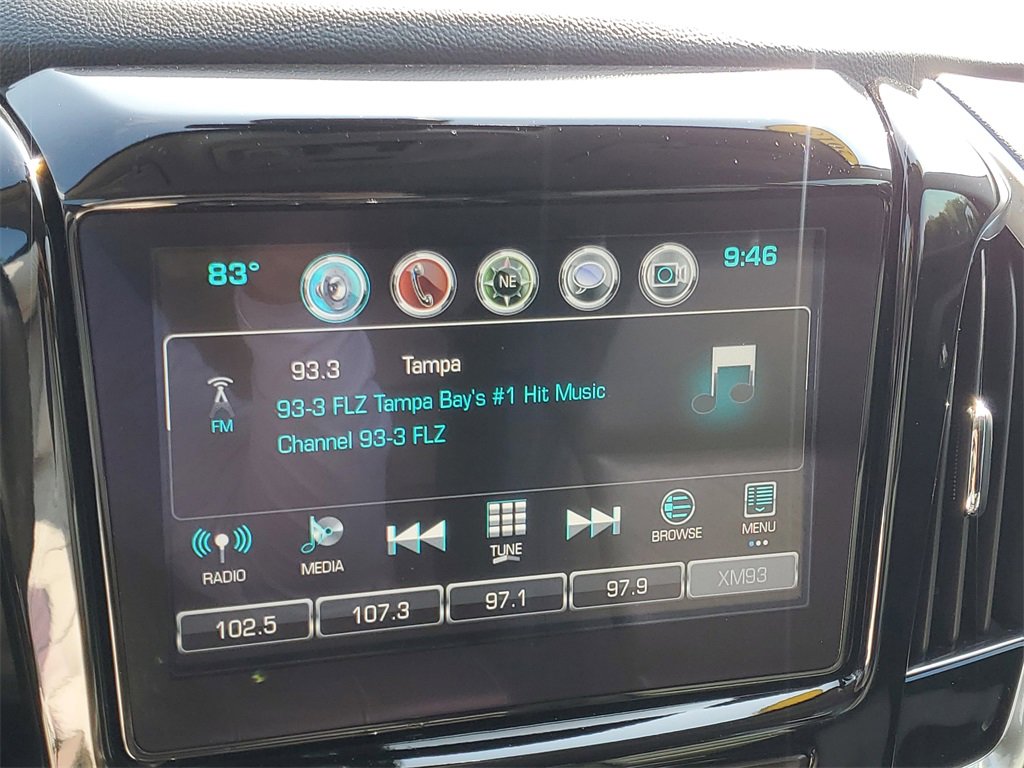 83° NE 9:46
93.3 Tampa
93-3 FLZ Tampa Bay's #1 Hit Music
Channel 93-3 FLZ
FM
RADIO MEDIA TUNE BROWSE MENU
102.5 107.3 97.1 97.9 XM93